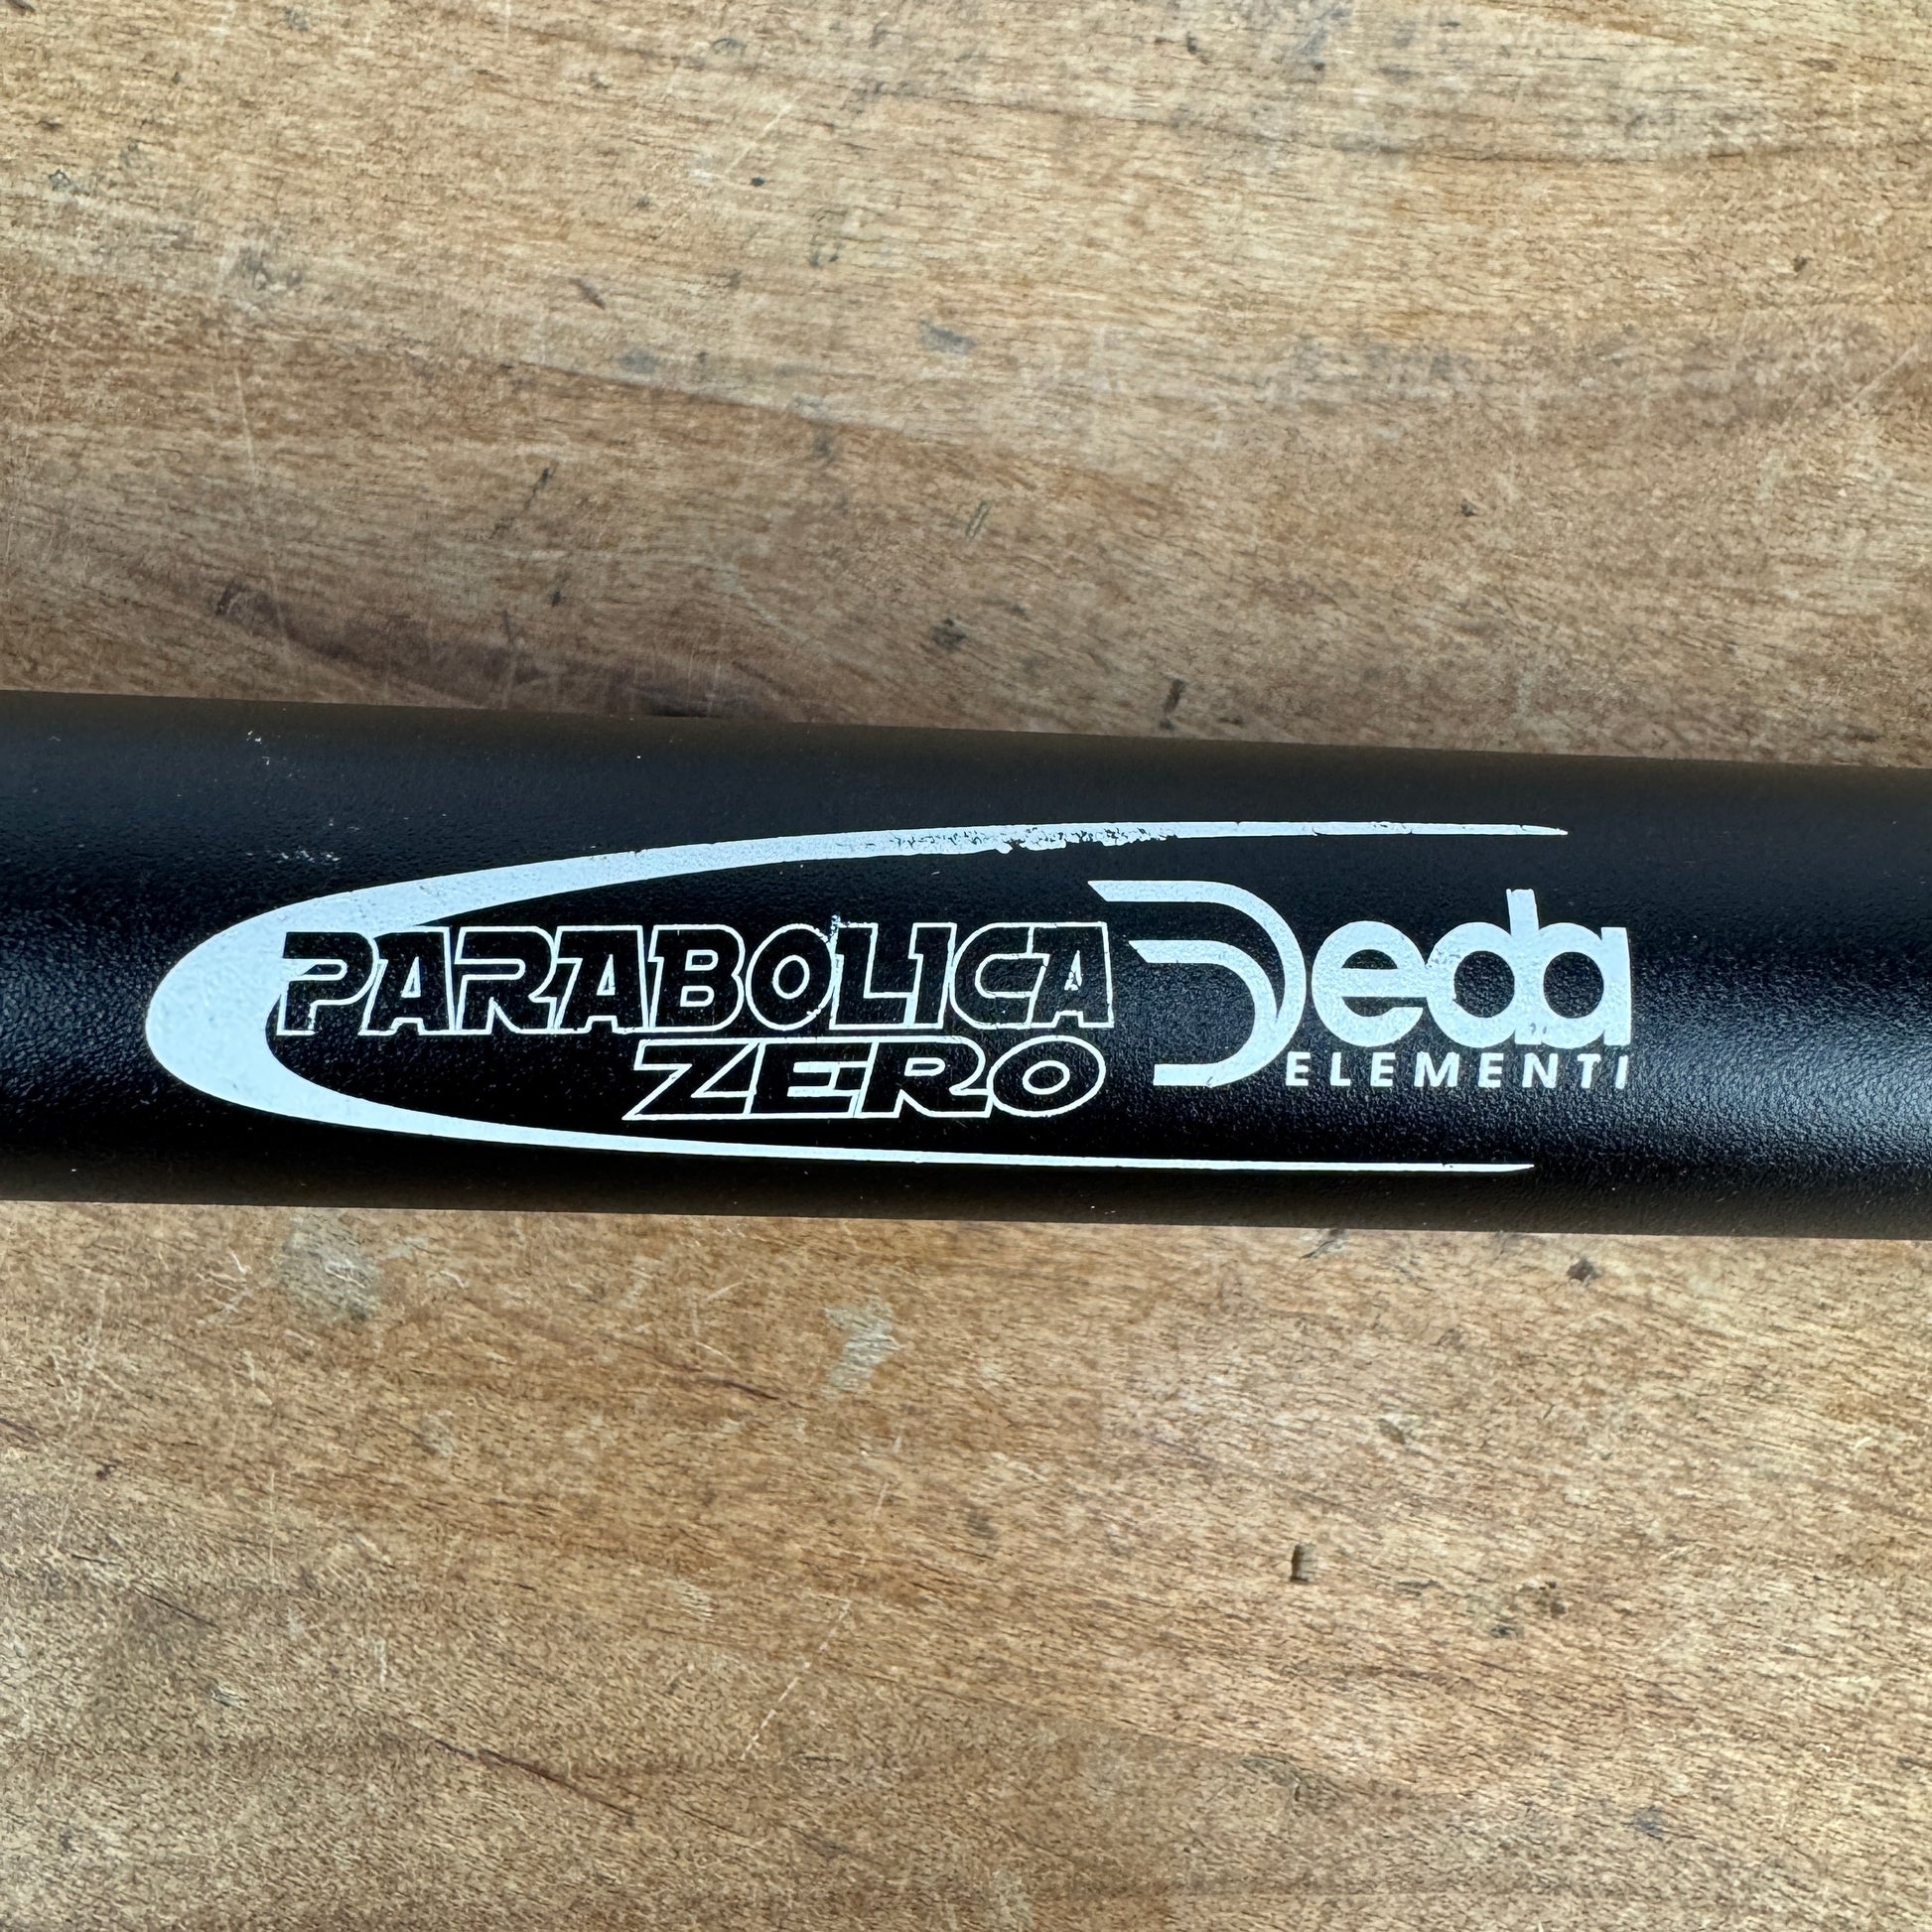 PARABOLICA
ZERO
Deda
ELEMENTI